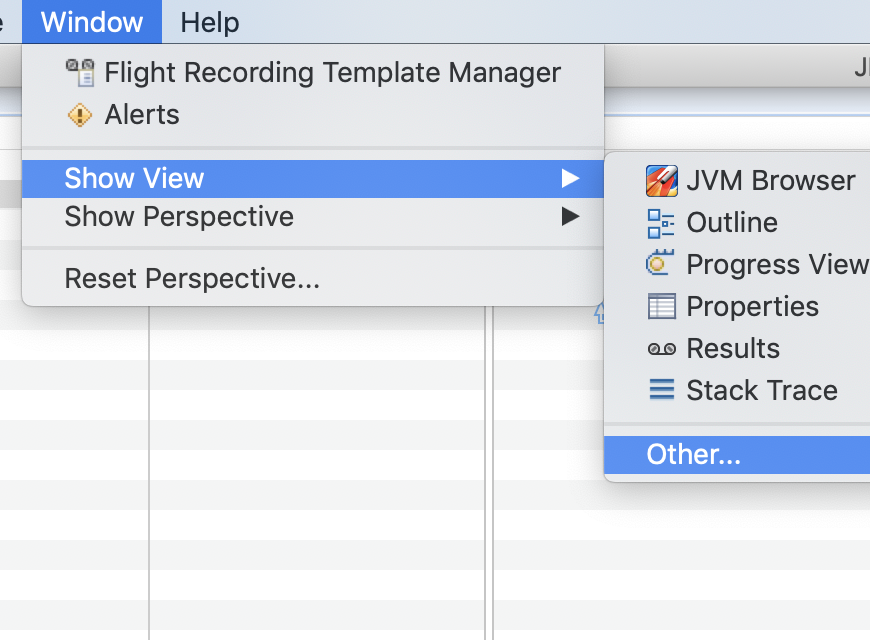 Window Help
Flight Recording Template Manager
Alerts
Show View
Show Perspective
Reset Perspective...
JVM Browser
Outline
Progress View
Properties
Results
Stack Trace
Other...